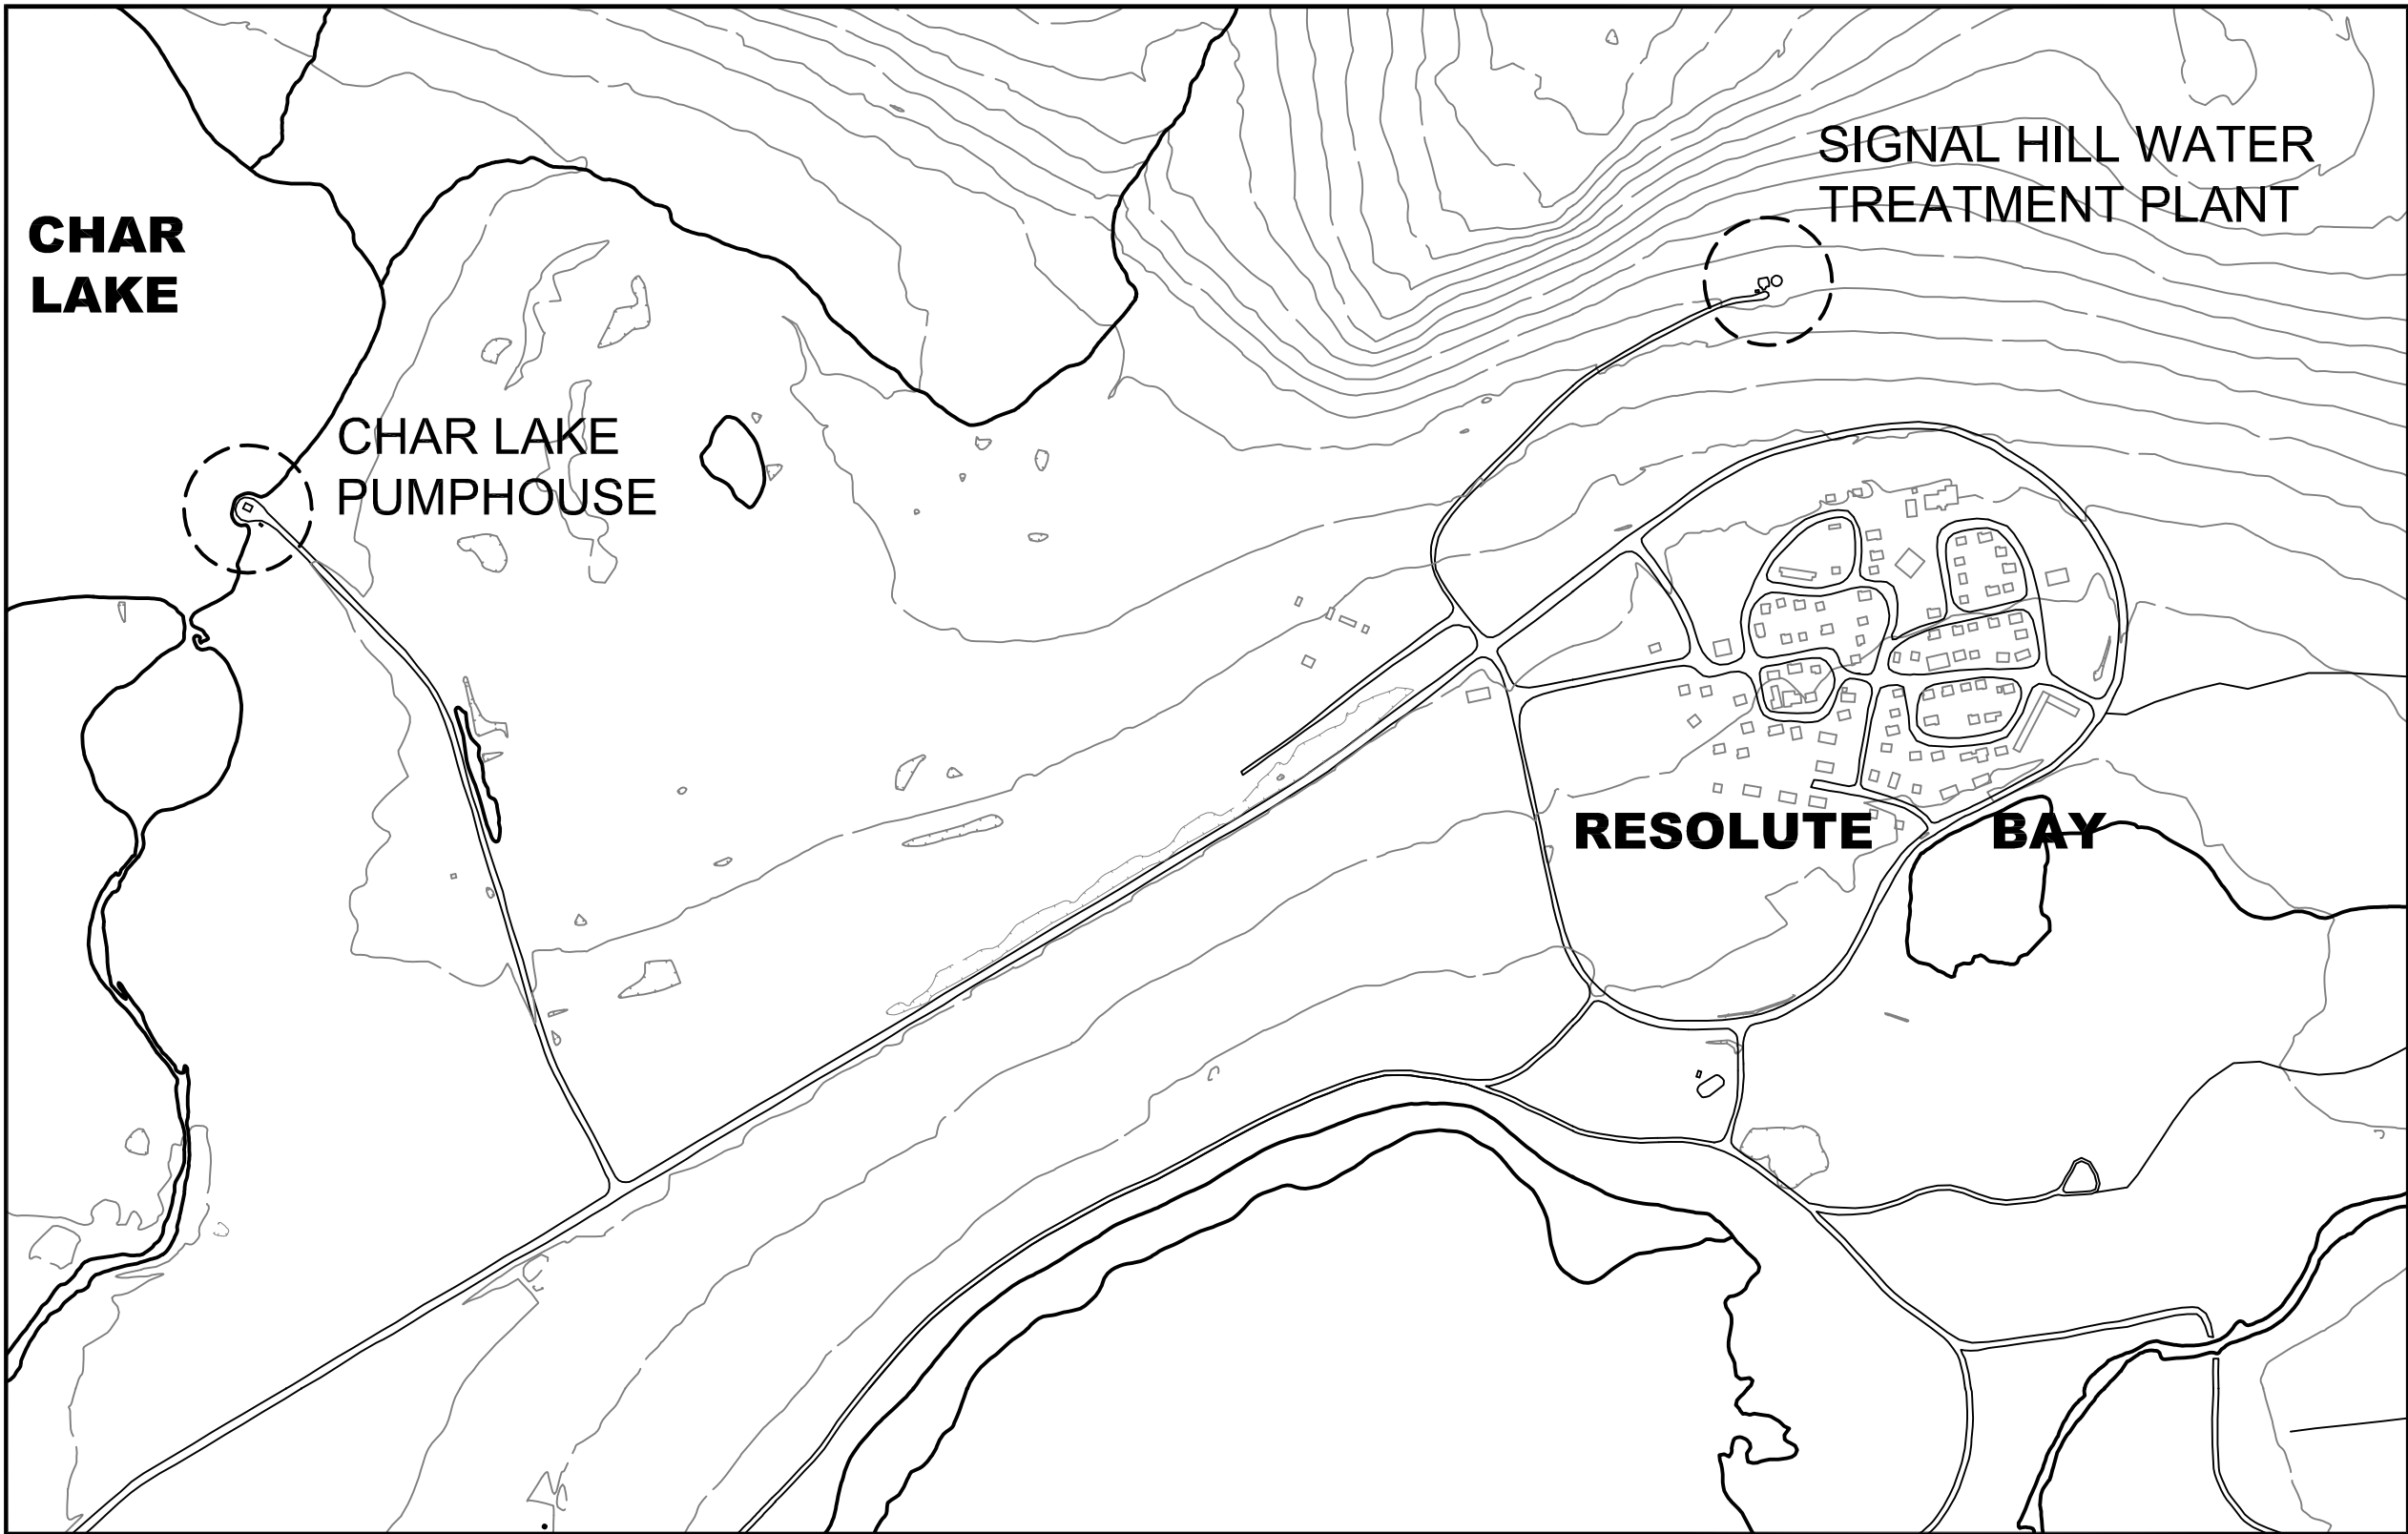 SIGNAL HILL WATER
TREATMENT PLANT
CHAR
LAKE
CHAR LAKE
PUMPHOUSE
RESOLUTE BAY